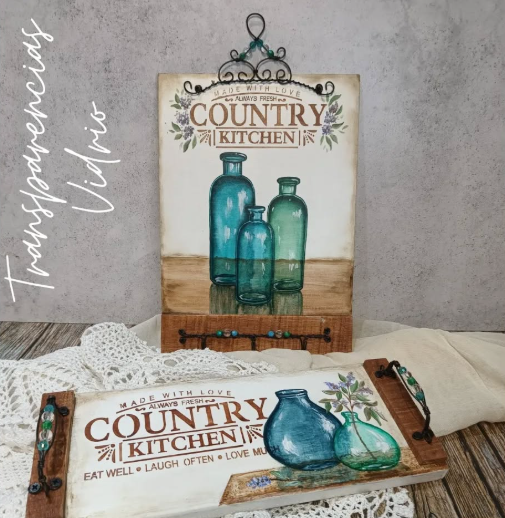 Transparencias
Vidrio
MADE WITH LOVE
ALWAYS FRESH
COUNTRY
KITCHEN
MADE WITH LOVE
ALWAYS FRESH
COUNTRY
KITCHEN
EAT WELL • LAUGH OFTEN • LOVE MU